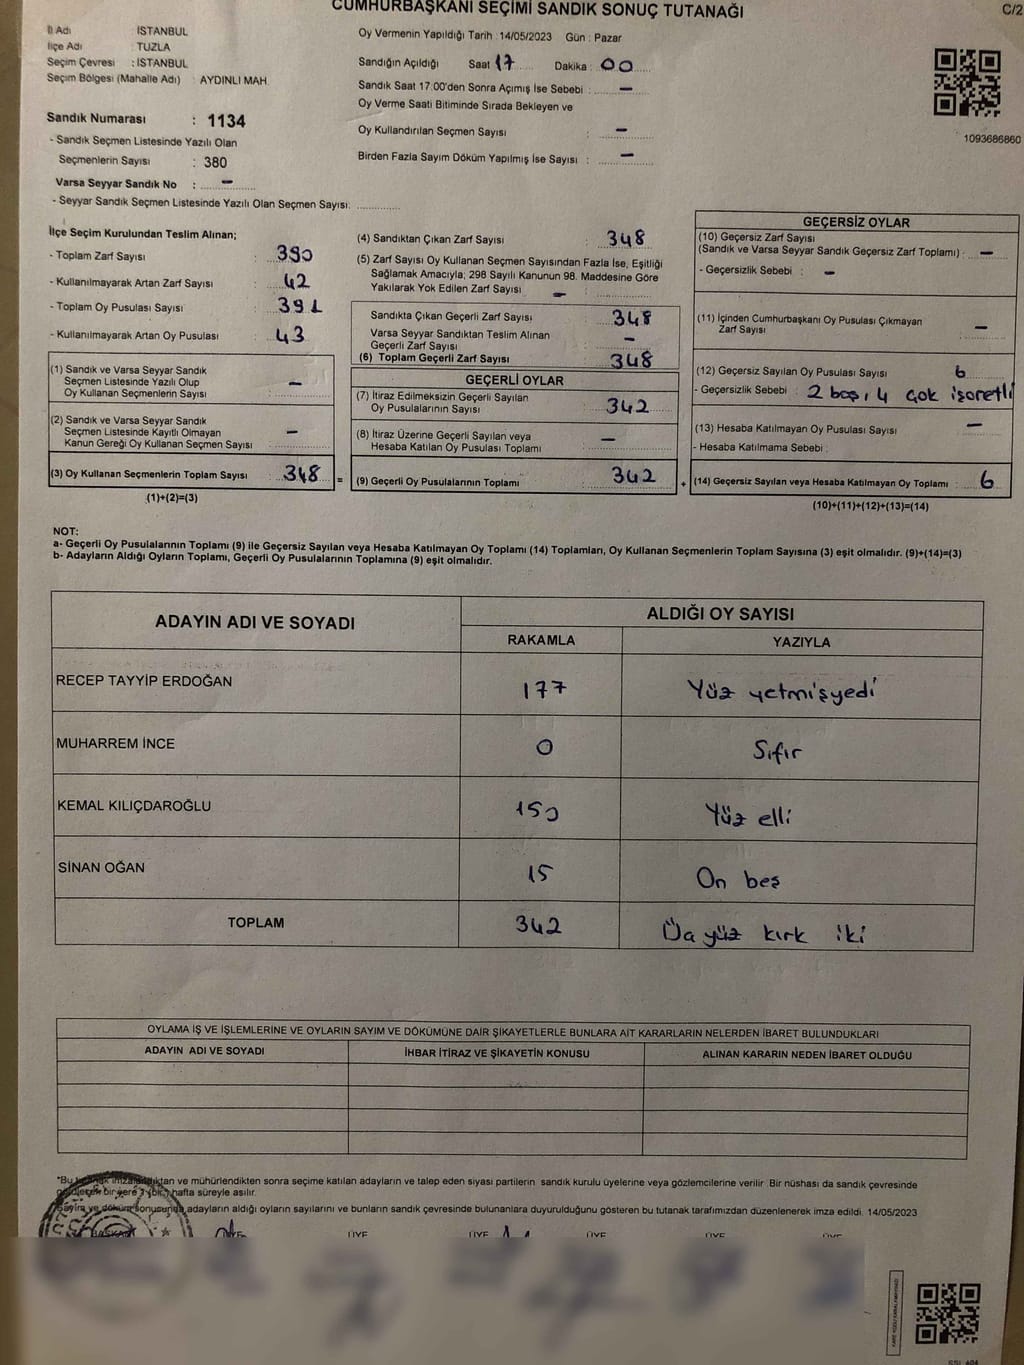 CUMHURBAŞKANI SEÇİMİ SANDIK SONUÇ TUTANAĞI
C/2
İl Adı İSTANBUL
İlçe Adı : TUZLA
Seçim Çevresi : İSTANBUL
Seçim Bölgesi (Mahalle Adı) AYDINLI MAH.
Sandık Numarası : 1134
- Sandık Seçmen Listesinde Yazılı Olan
Seçmenlerin Sayısı : 380
Varsa Seyyar Sandık No : -
- Seyyar Sandık Seçmen Listesinde Yazılı Olan Seçmen Sayısı:
Oy Vermenin Yapıldığı Tarih : 14/05/2023 Gün : Pazar
Sandığın Açıldığı Saat 17 Dakika : 00
Sandık Saat 17:00'den Sonra Açımış İse Sebebi : -
Oy Verme Saati Bitiminde Sırada Bekleyen ve
Oy Kullandırılan Seçmen Sayısı : -
Birden Fazla Sayım Döküm Yapılmış İse Sayısı : -
1093686860
İlçe Seçim Kurulundan Teslim Alınan;
- Toplam Zarf Sayısı : 390
- Kullanılmayarak Artan Zarf Sayısı : 42
- Toplam Oy Pusulası Sayısı : 391
- Kullanılmayarak Artan Oy Pusulası : 43
(1) Sandık ve Varsa Seyyar Sandık
Seçmen Listesinde Yazılı Olup
Oy Kullanan Seçmenlerin Sayısı : -
(2) Sandık ve Varsa Seyyar Sandık
Seçmen Listesinde Kayıtlı Olmayan
Kanun Gereği Oy Kullanan Seçmen Sayısı : -
(3) Oy Kullanan Seçmenlerin Toplam Sayısı : 348 =
(1)+(2)=(3)
(4) Sandıktan Çıkan Zarf Sayısı : 348
(5) Zarf Sayısı Oy Kullanan Seçmen Sayısından Fazla İse, Eşitliği
Sağlamak Amacıyla; 298 Sayılı Kanunun 98. Maddesine Göre
Yakılarak Yok Edilen Zarf Sayısı : -
Sandıkta Çıkan Geçerli Zarf Sayısı : 348
Varsa Seyyar Sandıktan Teslim Alınan
Geçerli Zarf Sayısı : -
(6) Toplam Geçerli Zarf Sayısı : 348
GEÇERLİ OYLAR
(7) İtiraz Edilmeksizin Geçerli Sayılan
Oy Pusulalarının Sayısı : 342
(8) İtiraz Üzerine Geçerli Sayılan veya
Hesaba Katılan Oy Pusulası Toplamı : -
(9) Geçerli Oy Pusulalarının Toplamı : 342 +
GEÇERSİZ OYLAR
(10) Geçersiz Zarf Sayısı
(Sandık ve Varsa Seyyar Sandık Geçersiz Zarf Toplamı) : -
- Geçersizlik Sebebi : -
(11) İçinden Cumhurbaşkanı Oy Pusulası Çıkmayan
Zarf Sayısı : -
(12) Geçersiz Sayılan Oy Pusulası Sayısı 6
- Geçersizlik Sebebi : 2 boş, 4 çok işaretli
(13) Hesaba Katılmayan Oy Pusulası Sayısı : -
- Hesaba Katılmama Sebebi :
(14) Geçersiz Sayılan veya Hesaba Katılmayan Oy Toplamı : 6
(10)+(11)+(12)+(13)=(14)
NOT:
a- Geçerli Oy Pusulalarının Toplamı (9) ile Geçersiz Sayılan veya Hesaba Katılmayan Oy Toplamı (14) Toplamları, Oy Kullanan Seçmenlerin Toplam Sayısına (3) eşit olmalıdır. (9)+(14)=(3)
b- Adayların Aldığı Oyların Toplamı, Geçerli Oy Pusulalarının Toplamına (9) eşit olmalıdır.
ADAYIN ADI VE SOYADI
ALDIĞI OY SAYISI
RAKAMLA YAZIYLA
RECEP TAYYİP ERDOĞAN 177 Yüz yetmişyedi
MUHARREM İNCE 0 Sıfır
KEMAL KILIÇDAROĞLU 150 Yüz elli
SİNAN OĞAN 15 On beş
TOPLAM 342 Üç yüz kırk iki
OYLAMA İŞ VE İŞLEMLERİNE VE OYLARIN SAYIM VE DÖKÜMÜNE DAİR ŞİKAYETLERLE BUNLARA AİT KARARLARIN NELERDEN İBARET BULUNDUKLARI
ADAYIN ADI VE SOYADI İHBAR İTİRAZ VE ŞİKAYETİN KONUSU ALINAN KARARIN NEDEN İBARET OLDUĞU
"Bu imzalandıktan ve mühürlendikten sonra seçime katılan adayların ve talep eden siyasi partilerin sandık kurulu üyelerine veya gözlemcilerine verilir. Bir nüshası da sandık çevresinde
bir yere 1 (bir) hafta süreyle asılır.
Sayım ve döküm sonusunda adayların aldığı oyların sayılarını ve bunların sandık çevresinde bulunanlara duyurulduğunu gösteren bu tutanak tarafımızdan düzenlenerek imza edildi. 14/05/2023
BAŞKAN ÜYE ÜYE ÜYE ÜYE ÜYE ÜYE